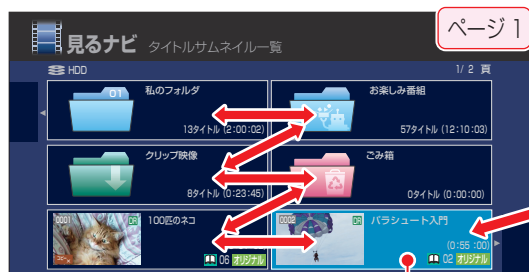 ページ 1
見るナビ タイトルサムネイル一覧
HDD 1/ 2 頁
01 私のフォルダ
13タイトル (2:00:02)
お楽しみ番組
57タイトル (12:10:03)
クリップ映像
8タイトル (0:23:45)
ごみ箱
0タイトル (0:00:00)
0001 DR 100匹のネコ
コピー×
06 オリジナル
0002 DR パラシュート入門
(0:55 :00)
02 オリジナル